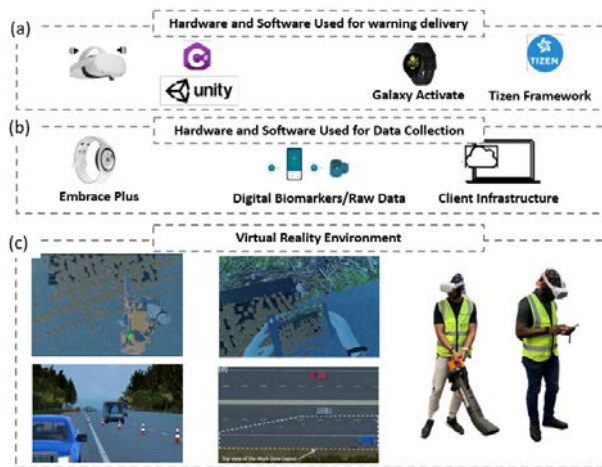 (a)
Hardware and Software Used for warning delivery
C#
unity
Galaxy Activate
TIZEN
Tizen Framework
(b)
Hardware and Software Used for Data Collection
Embrace Plus
Digital Biomarkers/Raw Data
Client Infrastructure
(c)
Virtual Reality Environment
Top view of the Work Zone Layout